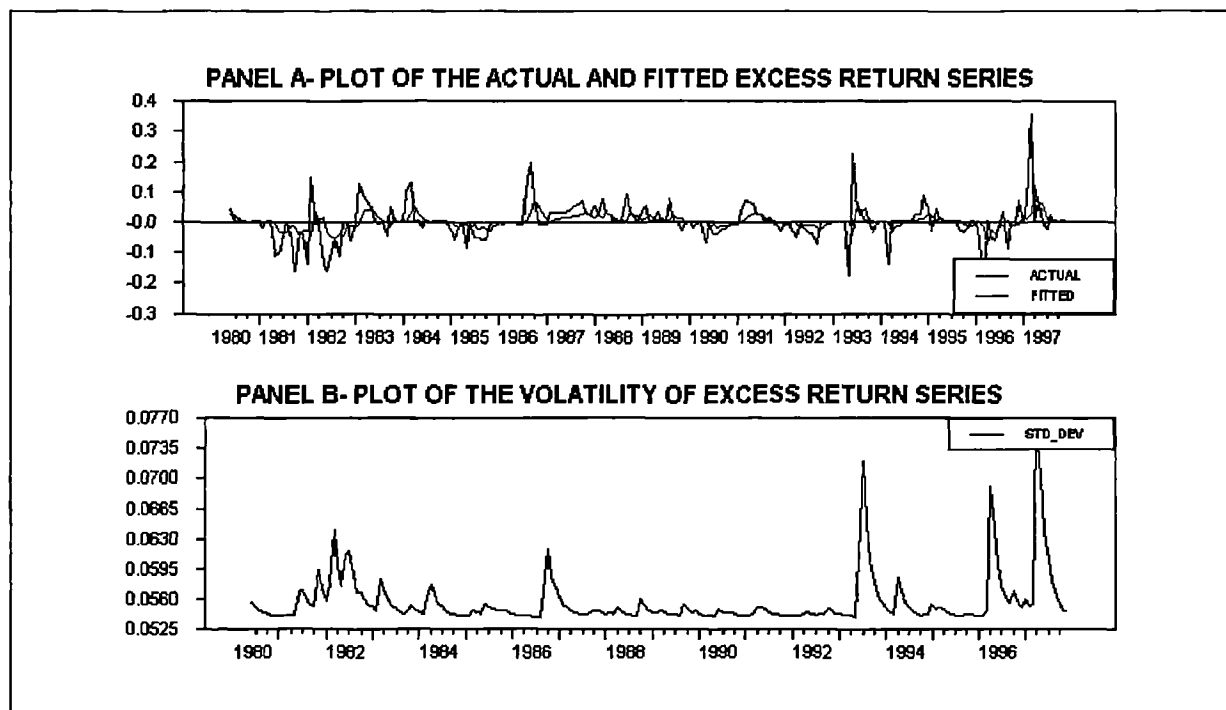 PANEL A- PLOT OF THE ACTUAL AND FITTED EXCESS RETURN SERIES
0.4
0.3
0.2
0.1
-0.0
-0.1
-0.2
-0.3
ACTUAL
FITTED
1980 1981 1982 1983 1984 1985 1986 1987 1988 1989 1990 1991 1992 1993 1994 1995 1996 1997
PANEL B- PLOT OF THE VOLATILITY OF EXCESS RETURN SERIES
0.0770
0.0735
0.0700
0.0665
0.0630
0.0595
0.0560
0.0525
STD_DEV
1980 1982 1984 1986 1988 1990 1992 1994 1996